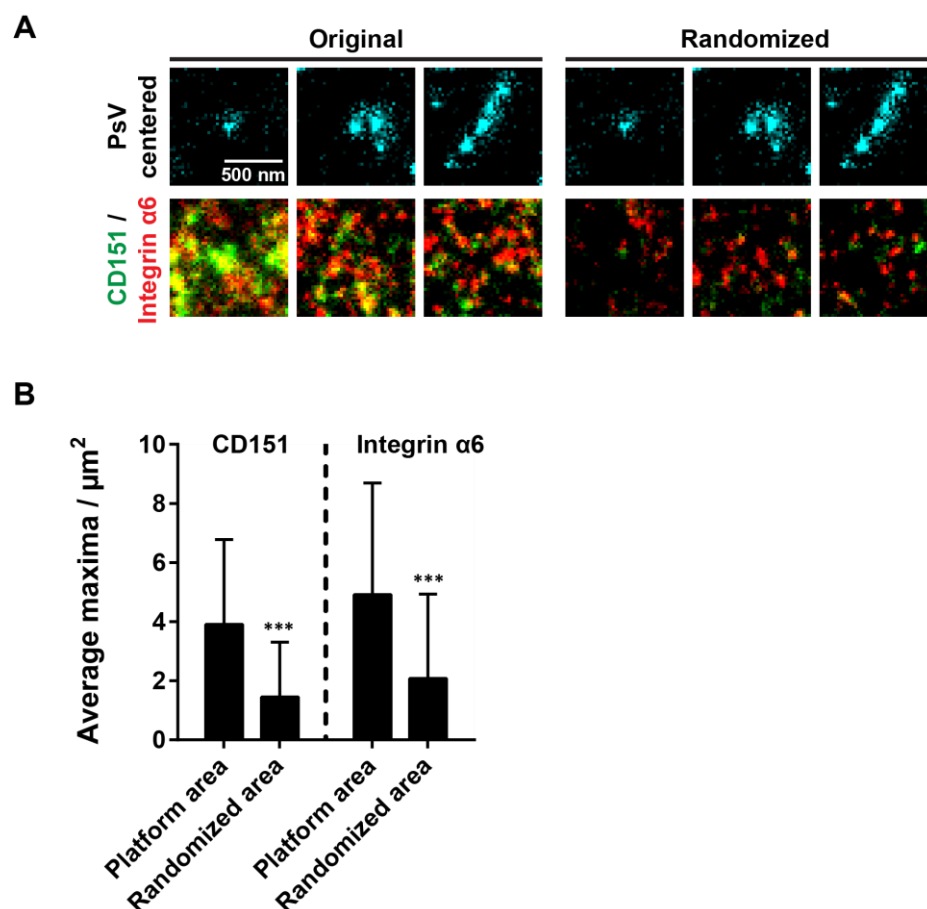 A
Original
Randomized
PsV
centered
500 nm
CD151 /
Integrin α6
B
Average maxima / µm²
10
8
6
4
2
0
CD151
Integrin α6
***
***
Platform area
Randomized area
Platform area
Randomized area